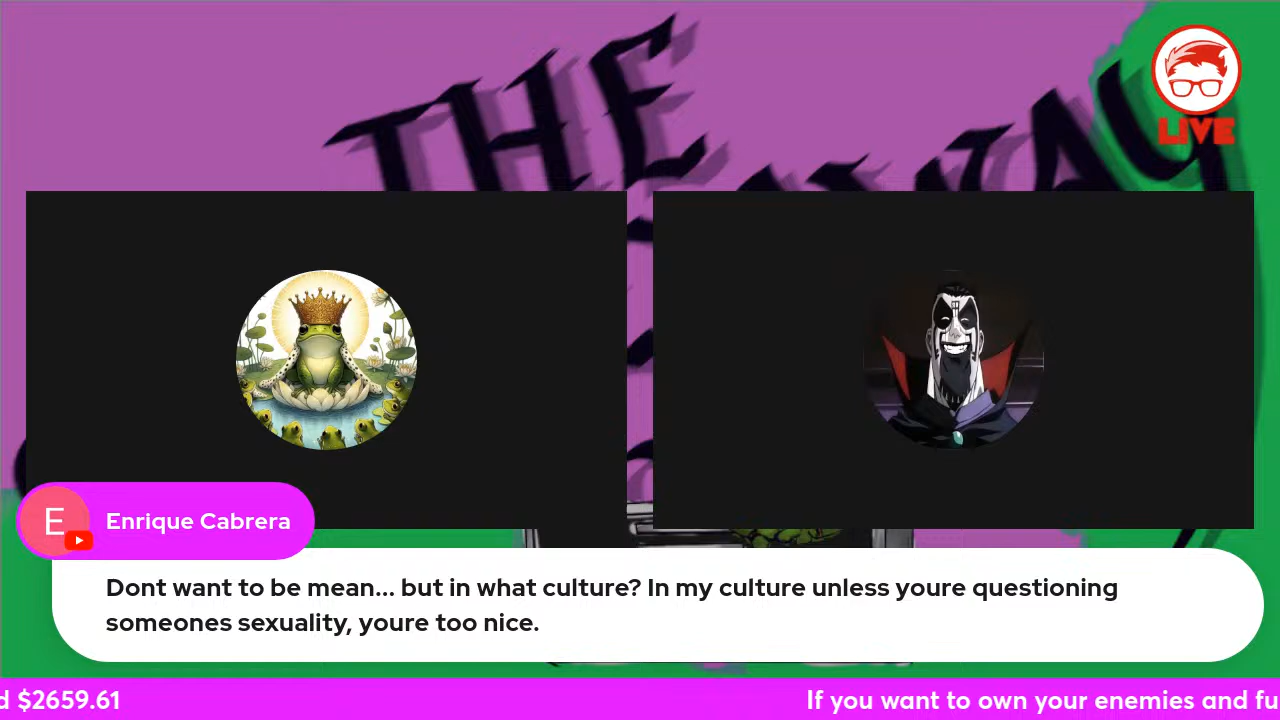 THE
LIVE
E
Enrique Cabrera
Dont want to be mean... but in what culture? In my culture unless youre questioning
someones sexuality, youre too nice.
d $2659.61
If you want to own your enemies and fu